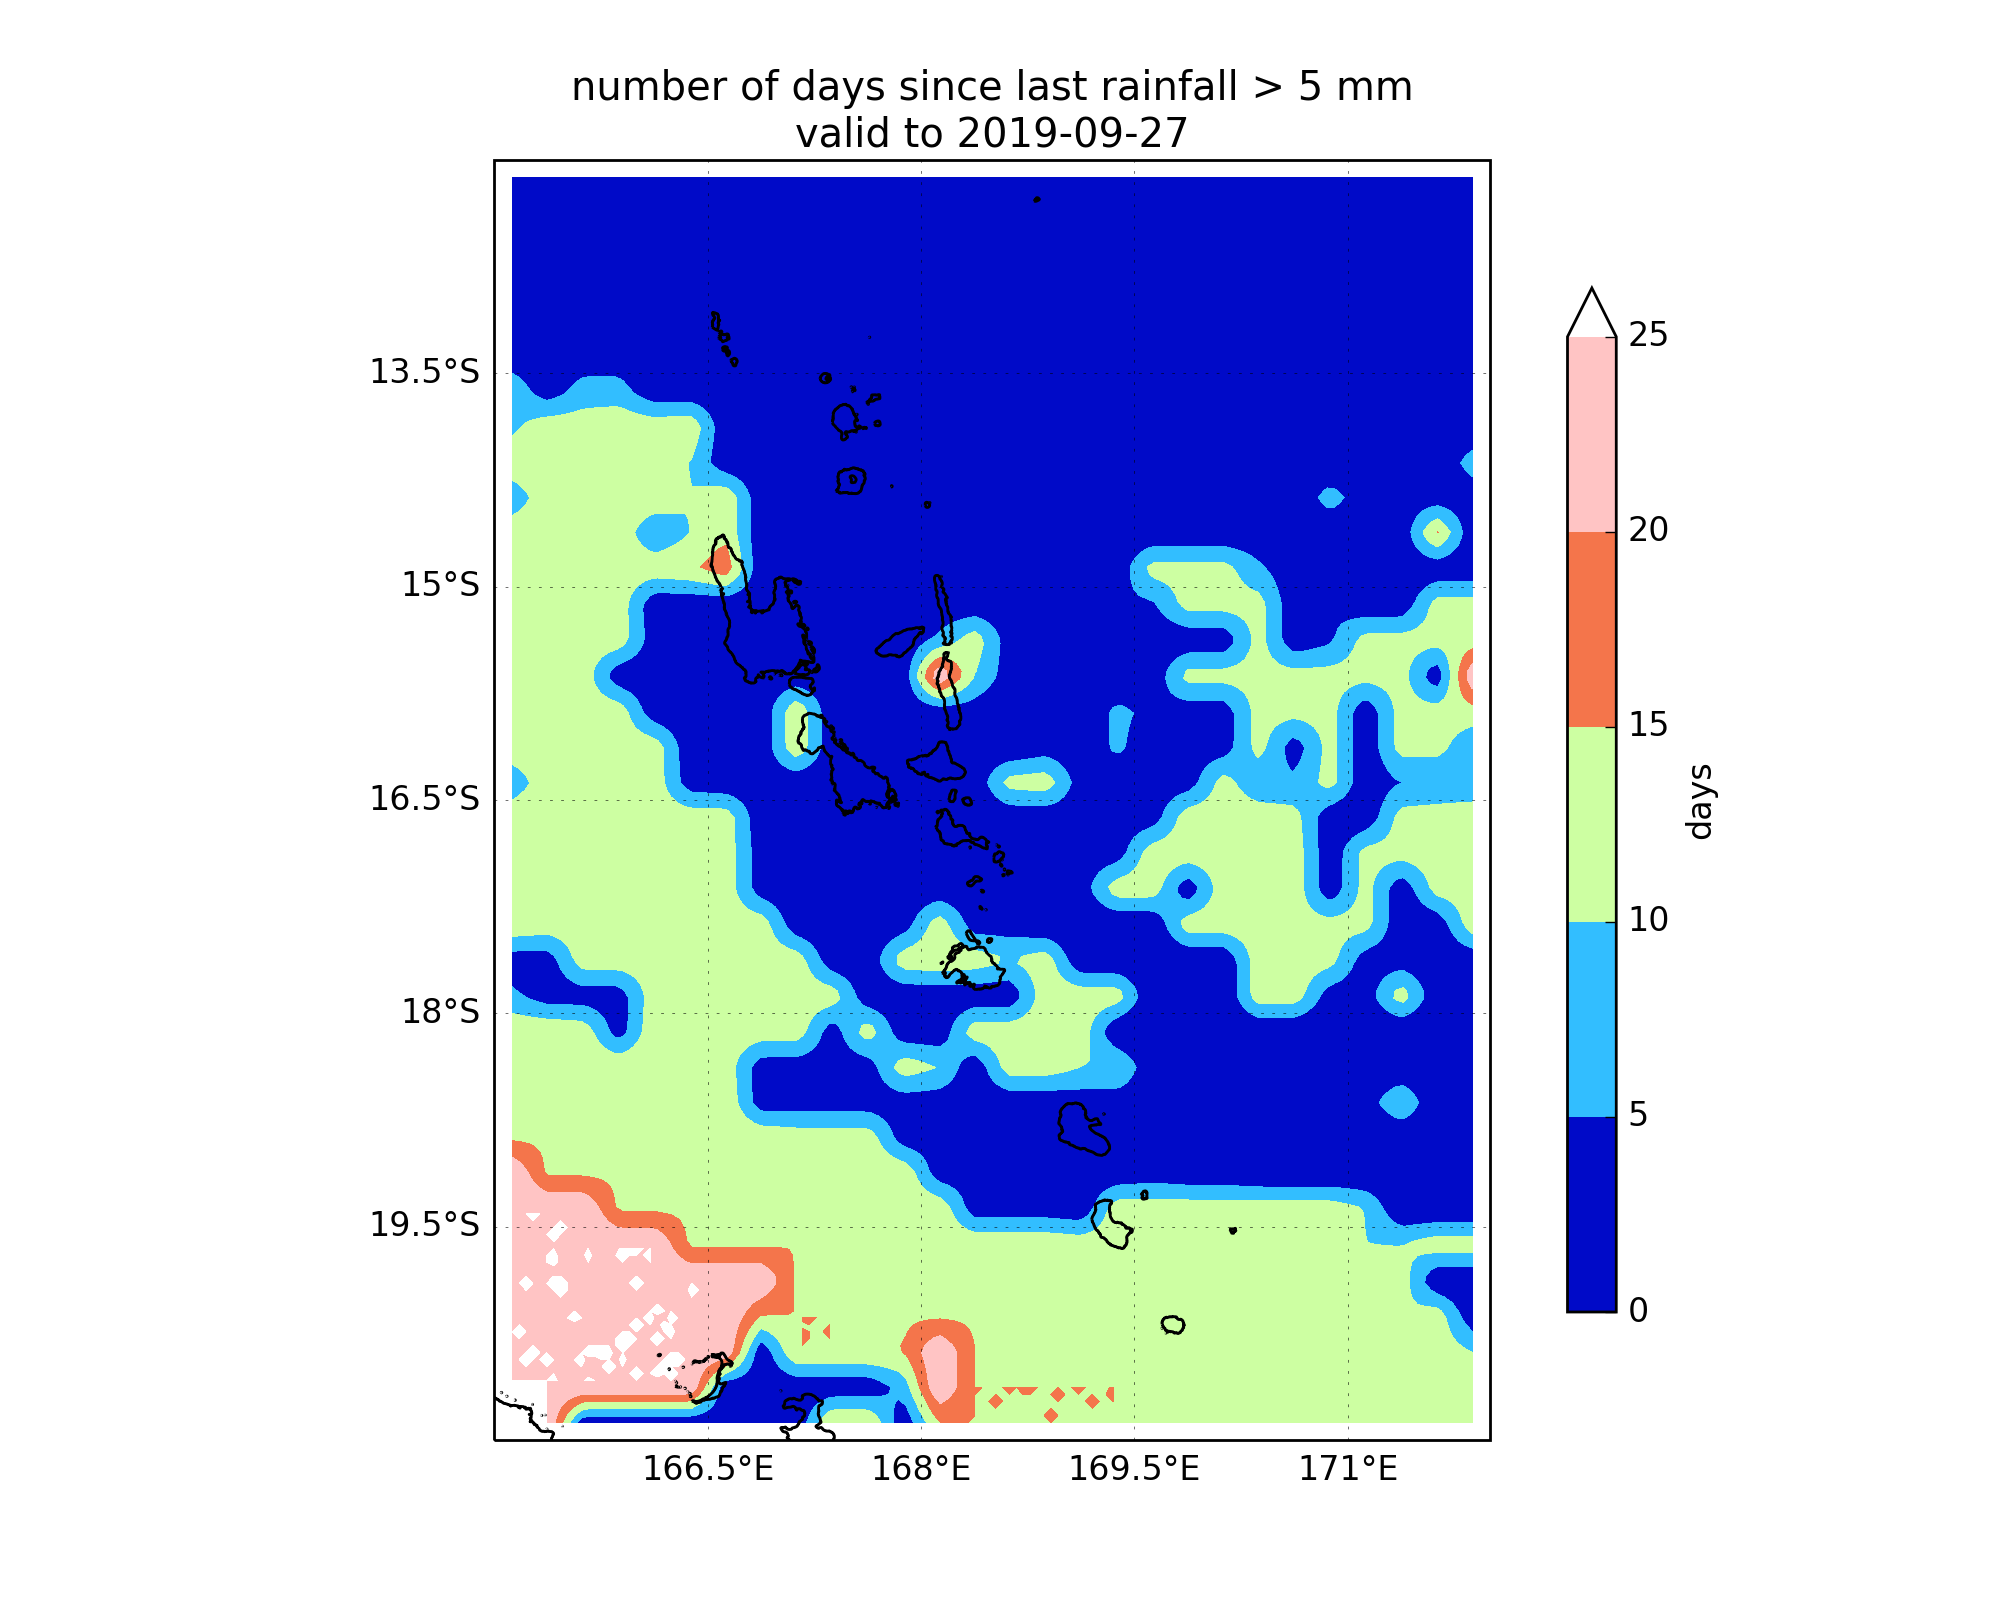 number of days since last rainfall > 5 mm
valid to 2019-09-27
13.5°S
15°S
16.5°S
18°S
19.5°S
166.5°E
168°E
169.5°E
171°E
25
20
15
10
5
0
days